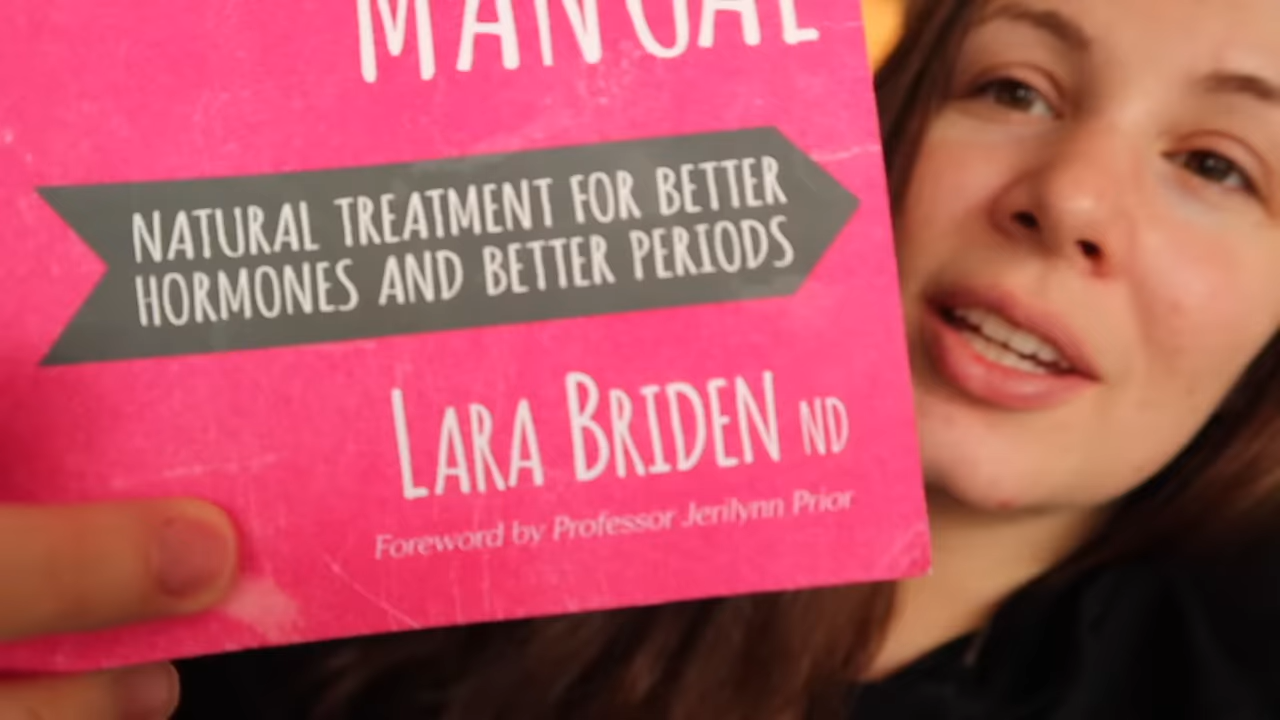 MANUAL
NATURAL TREATMENT FOR BETTER
HORMONES AND BETTER PERIODS
LARA BRIDEN ND
Foreword by Professor Jerilynn Prior